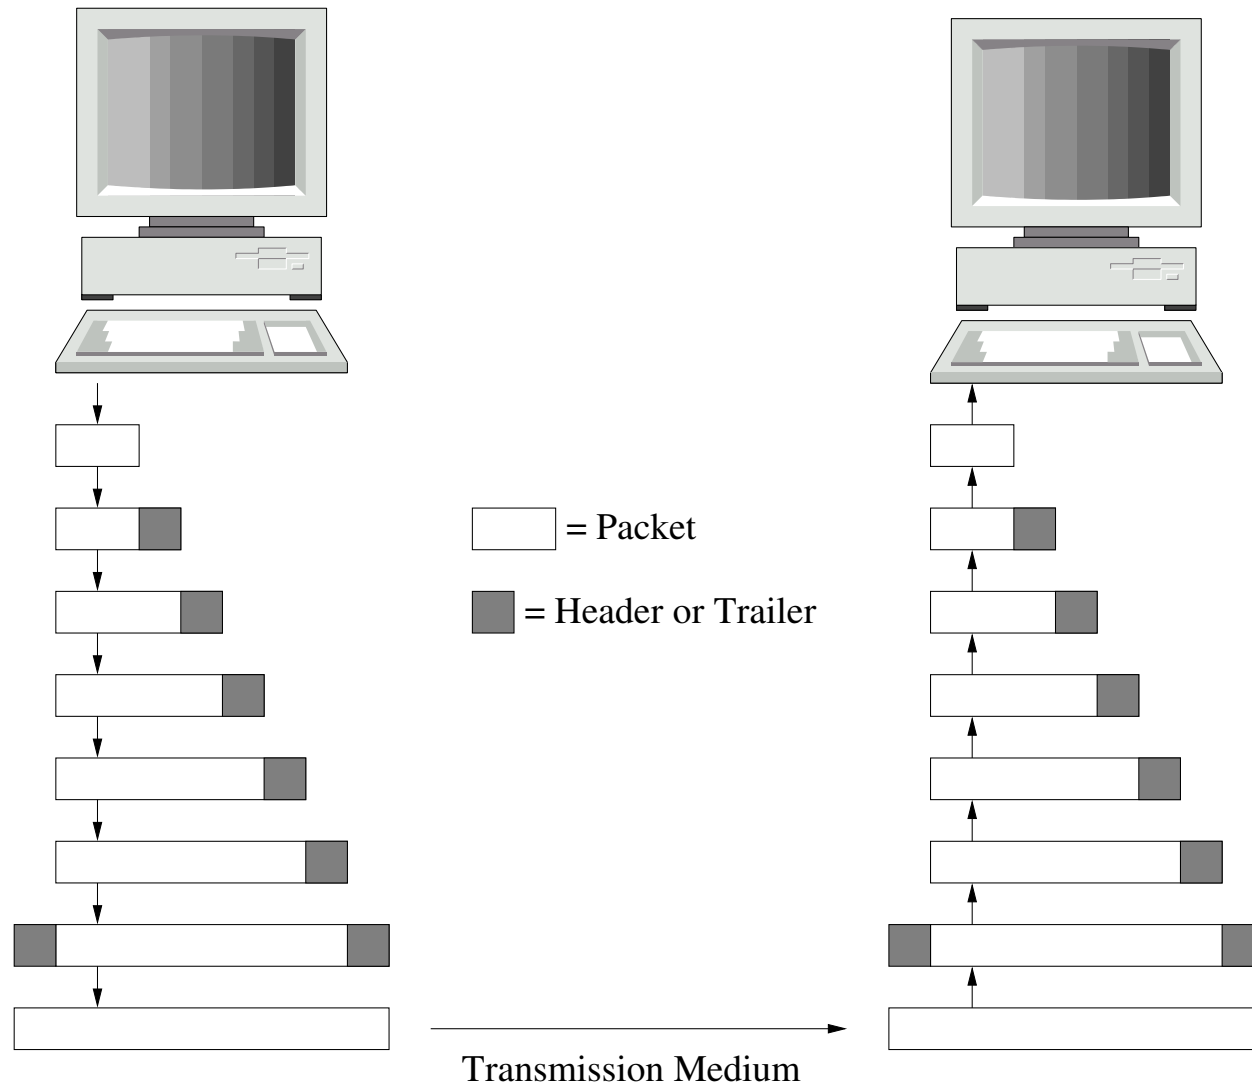 = Packet
= Header or Trailer
Transmission Medium